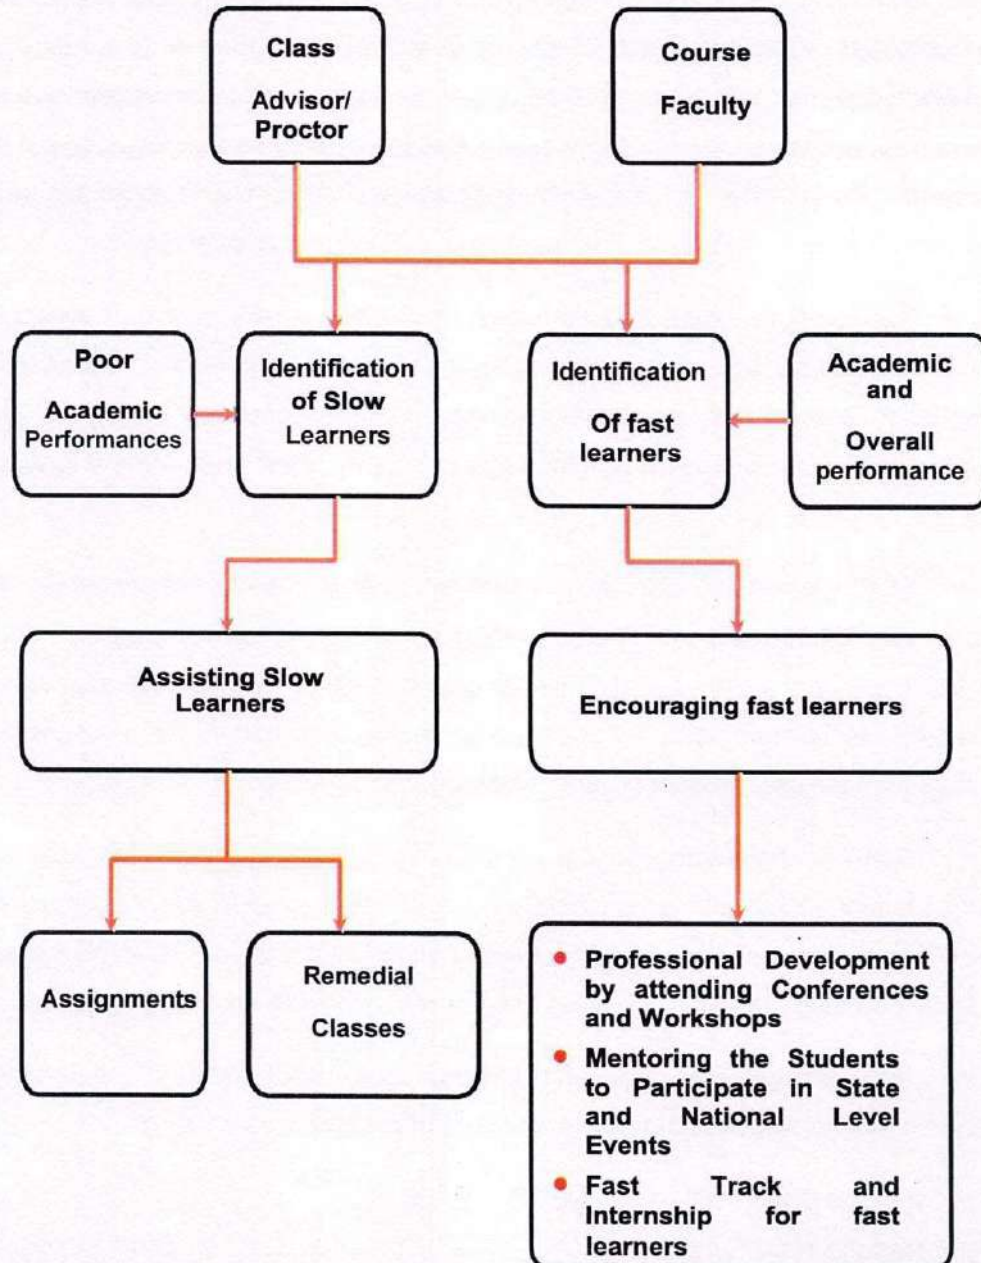 Class
Advisor/
Proctor
Course
Faculty
Poor
Academic
Performances
Identification
of Slow
Learners
Identification
Of fast
learners
Academic
and
Overall
performance
Assisting Slow
Learners
Encouraging fast learners
Assignments
Remedial
Classes
• Professional Development
by attending Conferences
and Workshops
• Mentoring the Students
to Participate in State
and National Level
Events
• Fast Track and
Internship for fast
learners